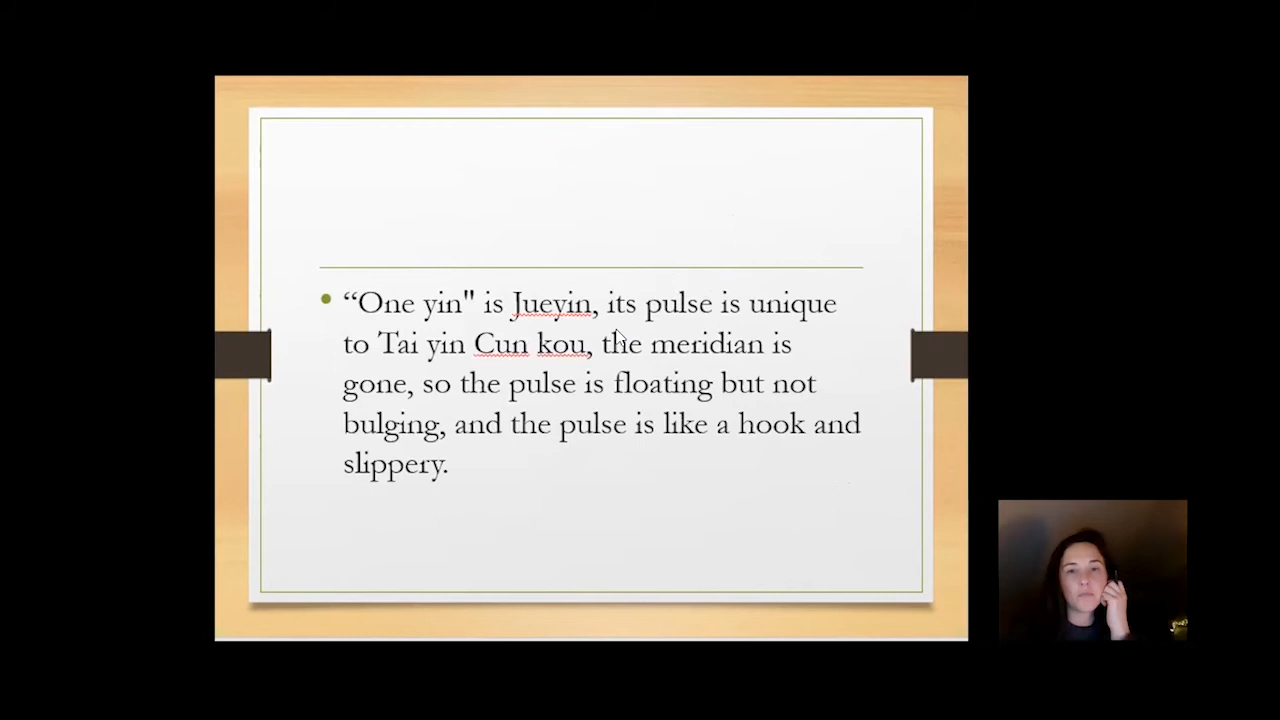 “One yin" is Jueyin, its pulse is unique
to Tai yin Cun kou, the meridian is
gone, so the pulse is floating but not
bulging, and the pulse is like a hook and
slippery.